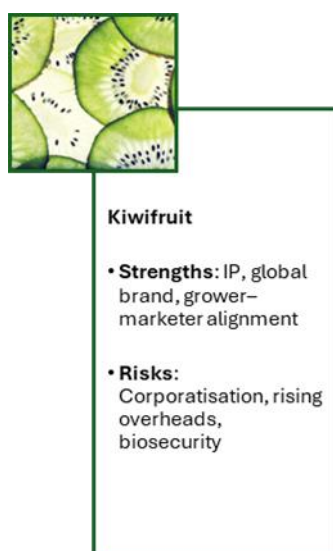 Kiwifruit
• Strengths: IP, global
brand, grower–
marketer alignment
• Risks:
Corporatisation, rising
overheads,
biosecurity